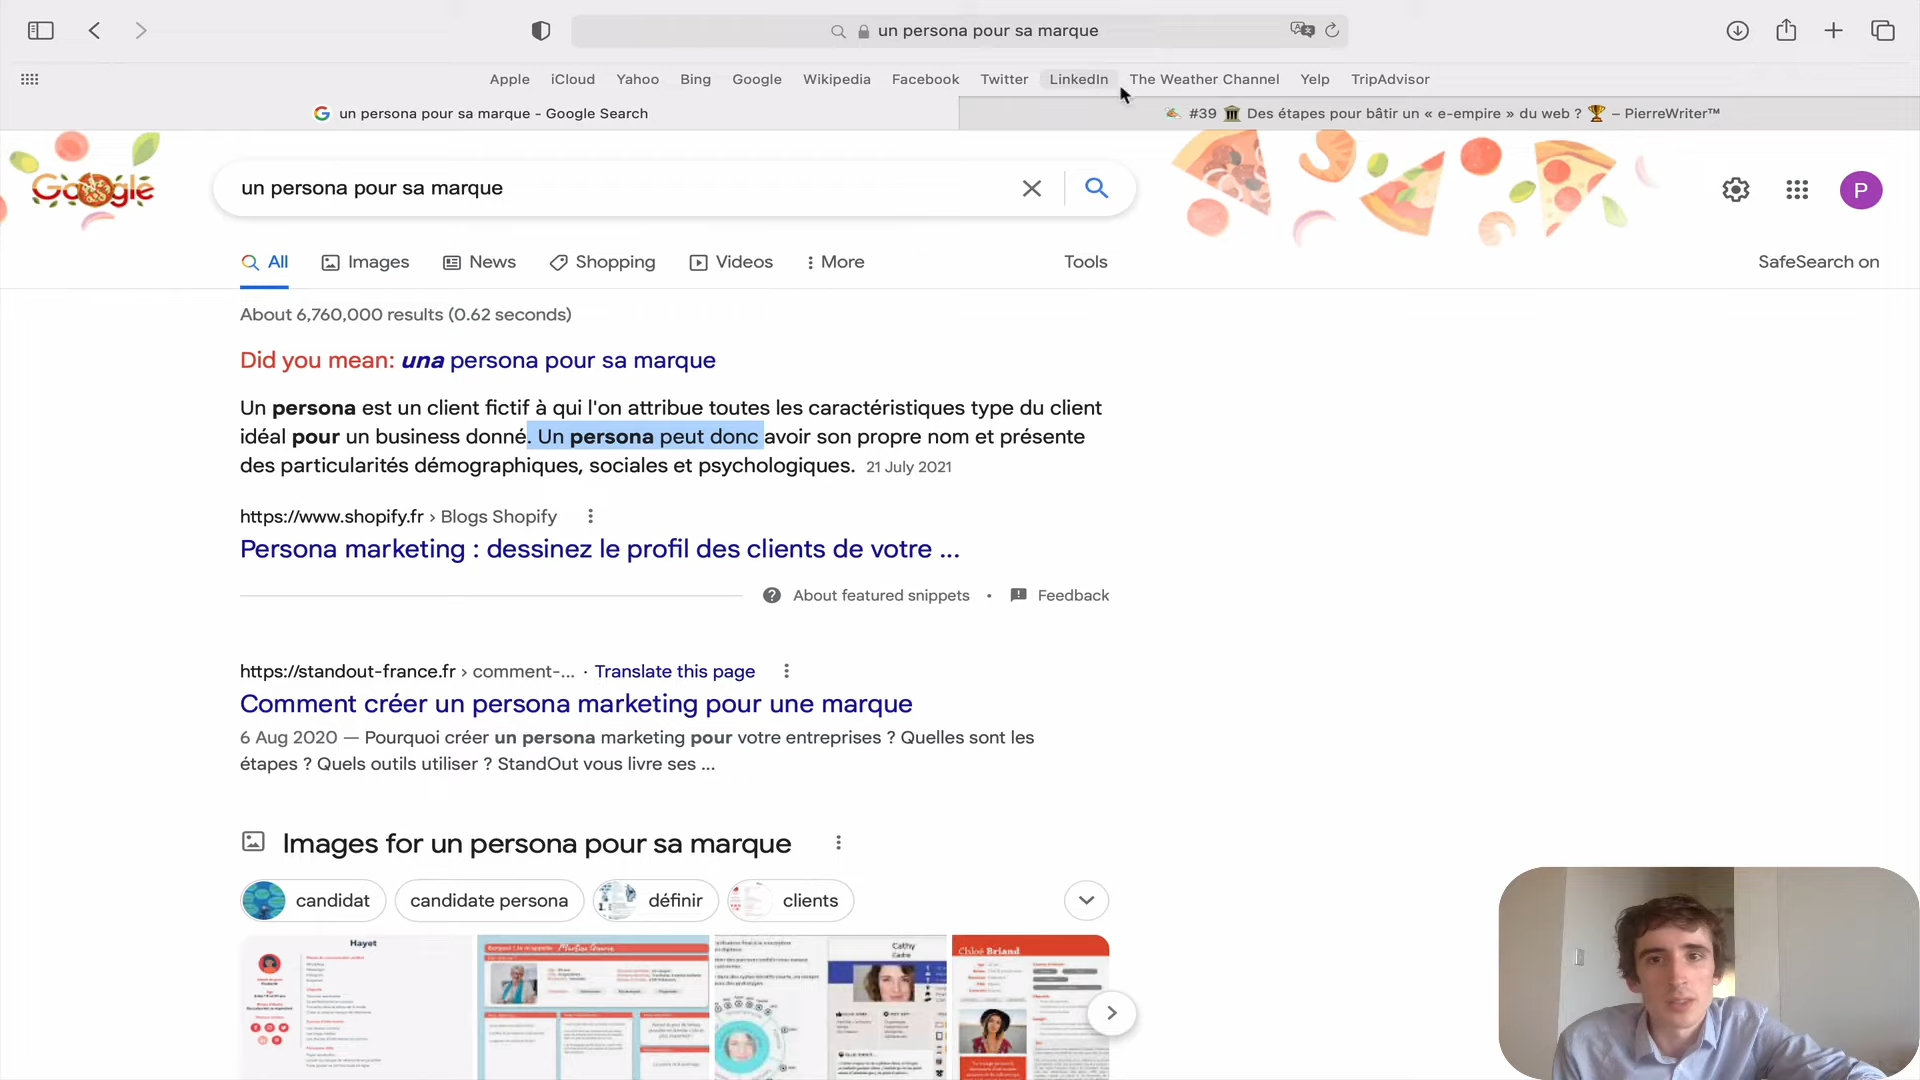 un persona pour sa marque
Apple iCloud Yahoo Bing Google Wikipedia Facebook Twitter LinkedIn The Weather Channel Yelp TripAdvisor
un persona pour sa marque - Google Search
#39 🏛 Des étapes pour bâtir un « e-empire » du web ? 🏆 – PierreWriter™
Google
un persona pour sa marque
P
All Images News Shopping Videos More Tools SafeSearch on
About 6,760,000 results (0.62 seconds)
Did you mean: una persona pour sa marque
Un persona est un client fictif à qui l'on attribue toutes les caractéristiques type du client
idéal pour un business donné. Un persona peut donc avoir son propre nom et présente
des particularités démographiques, sociales et psychologiques. 21 July 2021
https://www.shopify.fr › Blogs Shopify
Persona marketing : dessinez le profil des clients de votre ...
About featured snippets • Feedback
https://standout-france.fr › comment-... · Translate this page
Comment créer un persona marketing pour une marque
6 Aug 2020 — Pourquoi créer un persona marketing pour votre entreprises ? Quelles sont les
étapes ? Quels outils utiliser ? StandOut vous livre ses ...
Images for un persona pour sa marque
candidat candidate persona définir clients
Hayet
Cathy
Chloé Briand